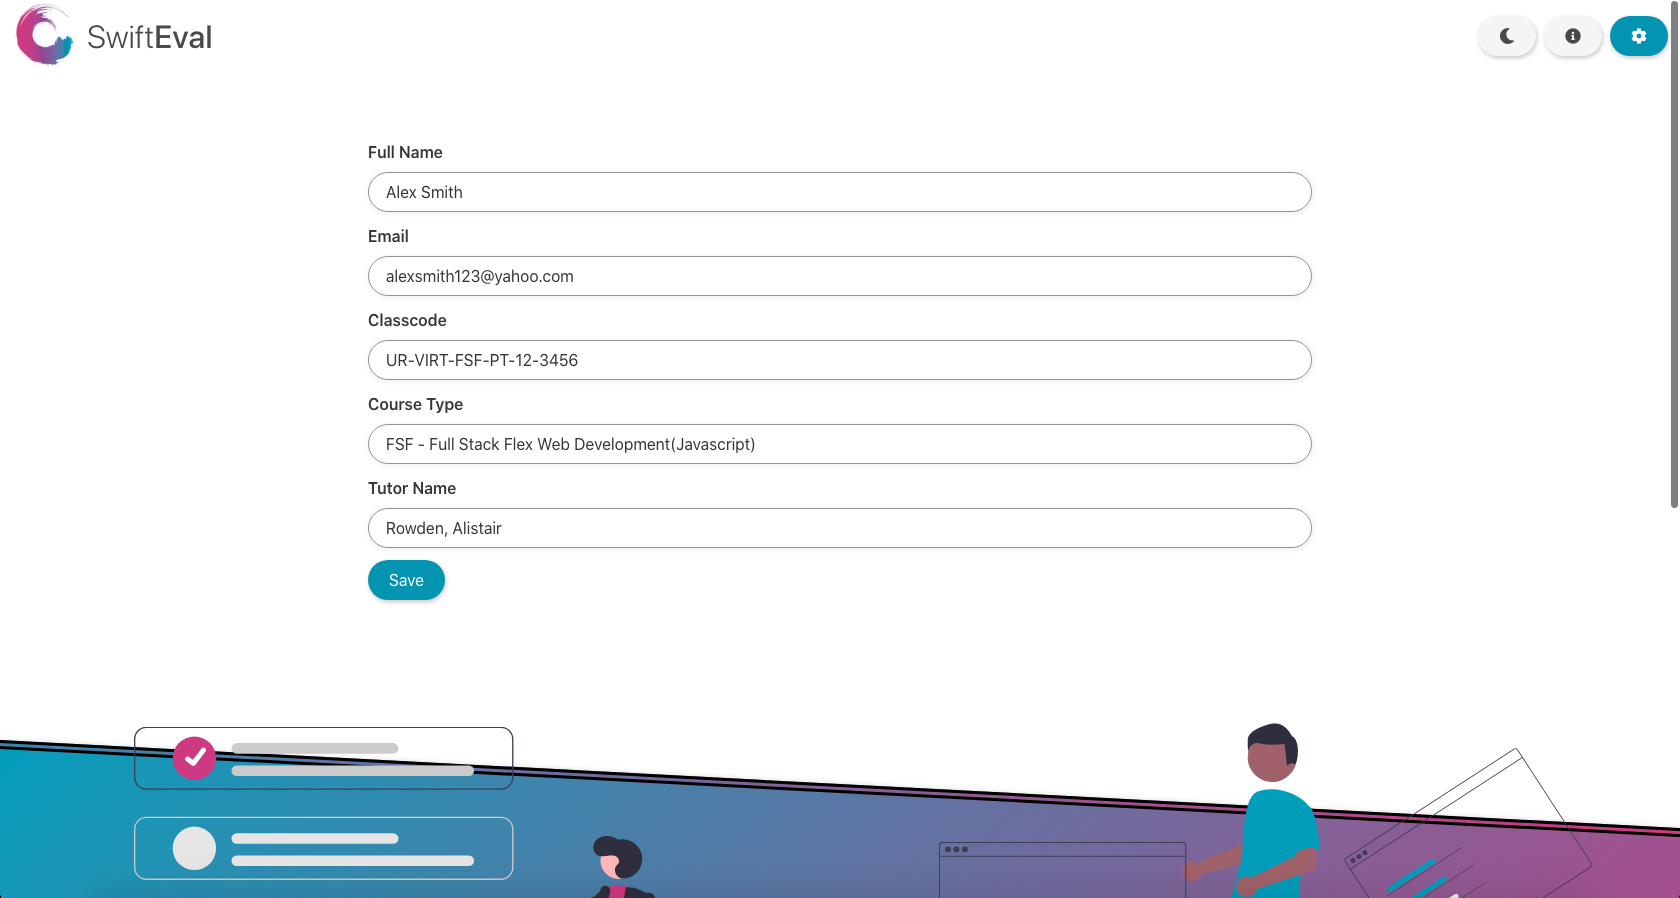 SwiftEval
Full Name
Alex Smith
Email
alexsmith123@yahoo.com
Classcode
UR-VIRT-FSF-PT-12-3456
Course Type
FSF - Full Stack Flex Web Development(Javascript)
Tutor Name
Rowden, Alistair
Save